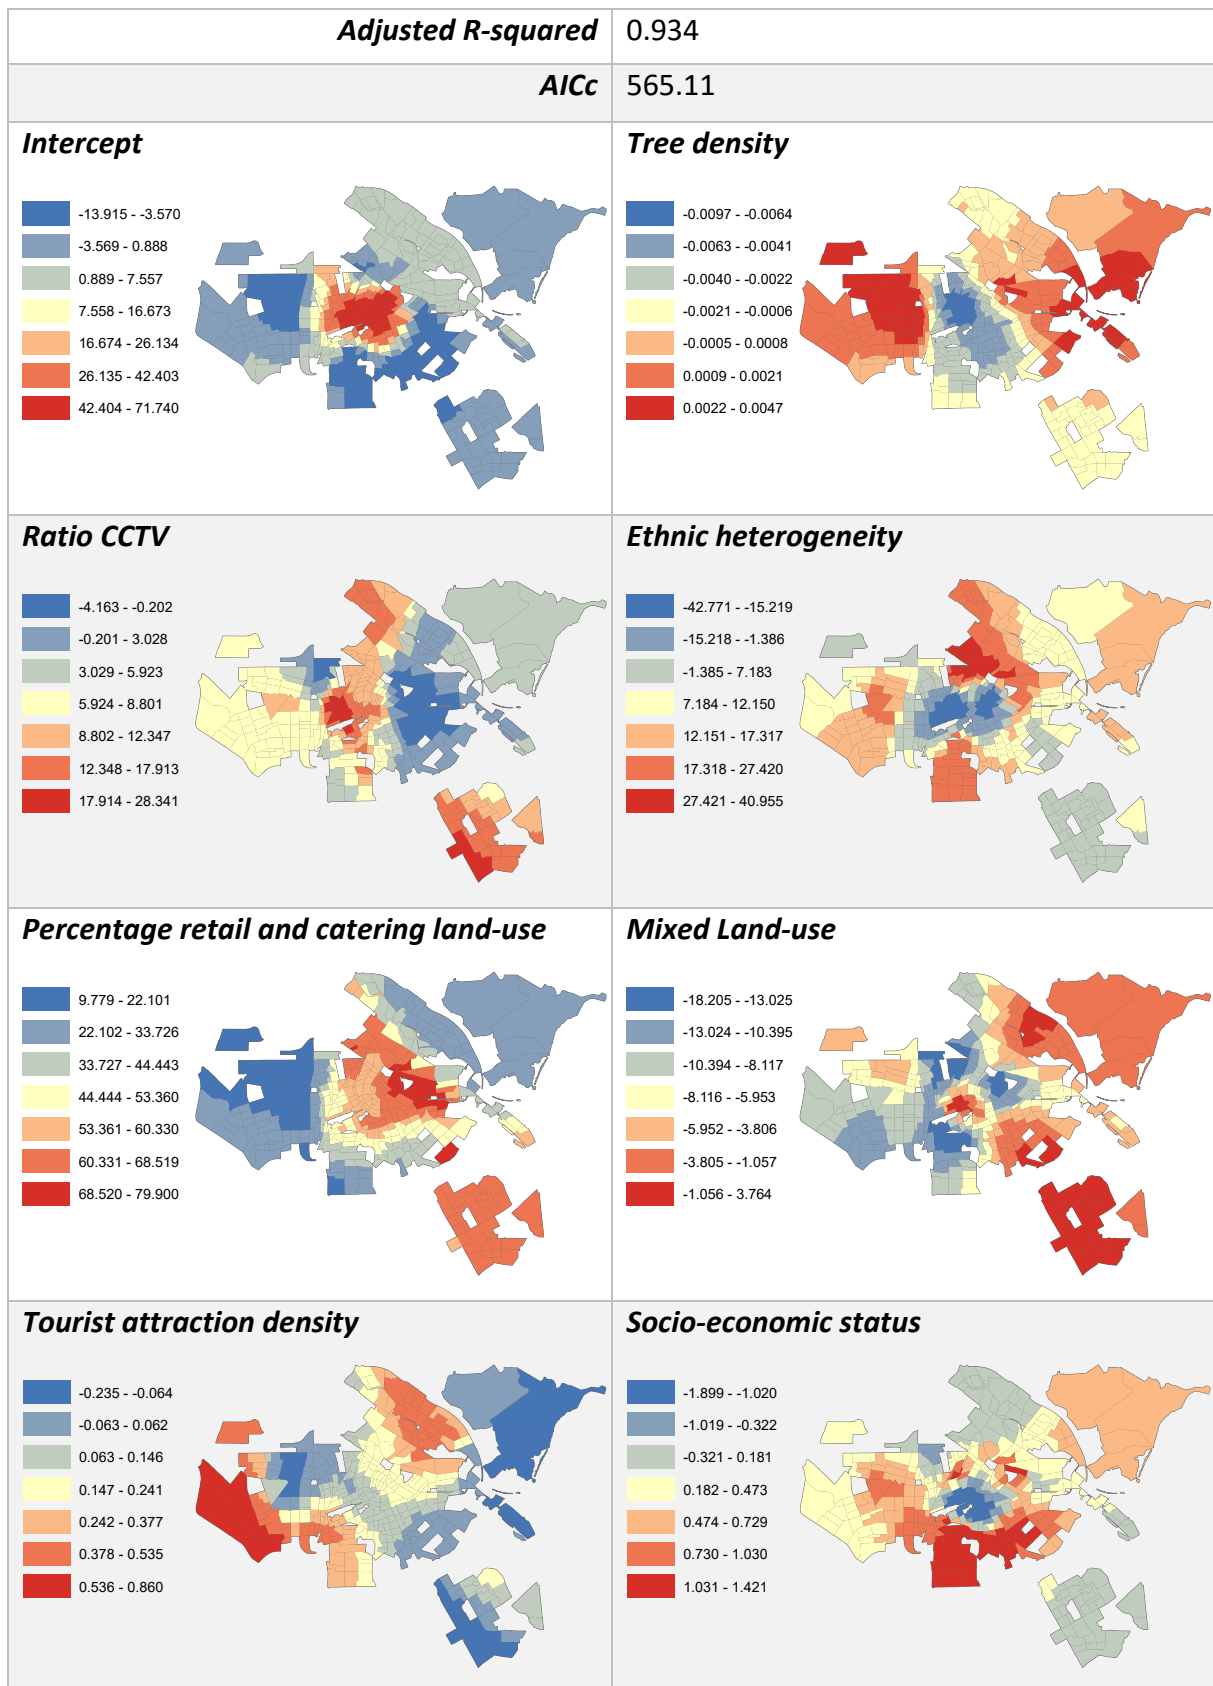 Adjusted R-squared 0.934
AICc 565.11
Intercept
-13.915 - -3.570
-3.569 - 0.888
0.889 - 7.557
7.558 - 16.673
16.674 - 26.134
26.135 - 42.403
42.404 - 71.740
Tree density
-0.0097 - -0.0064
-0.0063 - -0.0041
-0.0040 - -0.0022
-0.0021 - -0.0006
-0.0005 - 0.0008
0.0009 - 0.0021
0.0022 - 0.0047
Ratio CCTV
-4.163 - -0.202
-0.201 - 3.028
3.029 - 5.923
5.924 - 8.801
8.802 - 12.347
12.348 - 17.913
17.914 - 28.341
Ethnic heterogeneity
-42.771 - -15.219
-15.218 - -1.386
-1.385 - 7.183
7.184 - 12.150
12.151 - 17.317
17.318 - 27.420
27.421 - 40.955
Percentage retail and catering land-use
9.779 - 22.101
22.102 - 33.726
33.727 - 44.443
44.444 - 53.360
53.361 - 60.330
60.331 - 68.519
68.520 - 79.900
Mixed Land-use
-18.205 - -13.025
-13.024 - -10.395
-10.394 - -8.117
-8.116 - -5.953
-5.952 - -3.806
-3.805 - -1.057
-1.056 - 3.764
Tourist attraction density
-0.235 - -0.064
-0.063 - 0.062
0.063 - 0.146
0.147 - 0.241
0.242 - 0.377
0.378 - 0.535
0.536 - 0.860
Socio-economic status
-1.899 - -1.020
-1.019 - -0.322
-0.321 - 0.181
0.182 - 0.473
0.474 - 0.729
0.730 - 1.030
1.031 - 1.421